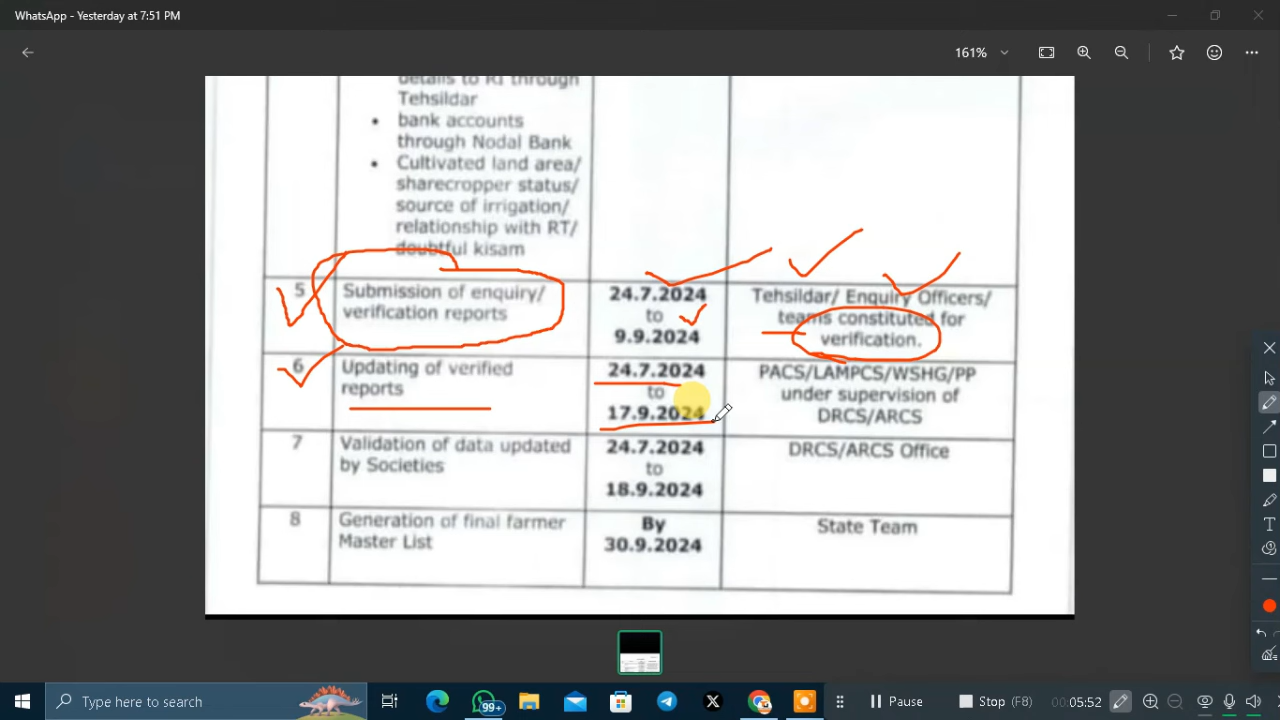 WhatsApp - Yesterday at 7:51 PM
161%
details to RI through
Tehsildar
• bank accounts
through Nodal Bank
• Cultivated land area/
sharecropper status/
source of irrigation/
relationship with RT/
doubtful kisam
5
Submission of enquiry/
verification reports
24.7.2024
to
9.9.2024
Tehsildar/ Enquiry Officers/
teams constituted for
verification.
6
Updating of verified
reports
24.7.2024
to
17.9.2024
PACS/LAMPCS/WSHG/PP
under supervision of
DRCS/ARCS
7
Validation of data updated
by Societies
24.7.2024
to
18.9.2024
DRCS/ARCS Office
8
Generation of final farmer
Master List
By
30.9.2024
State Team
Type here to search
99+
Pause
Stop (F8)
00:05:52